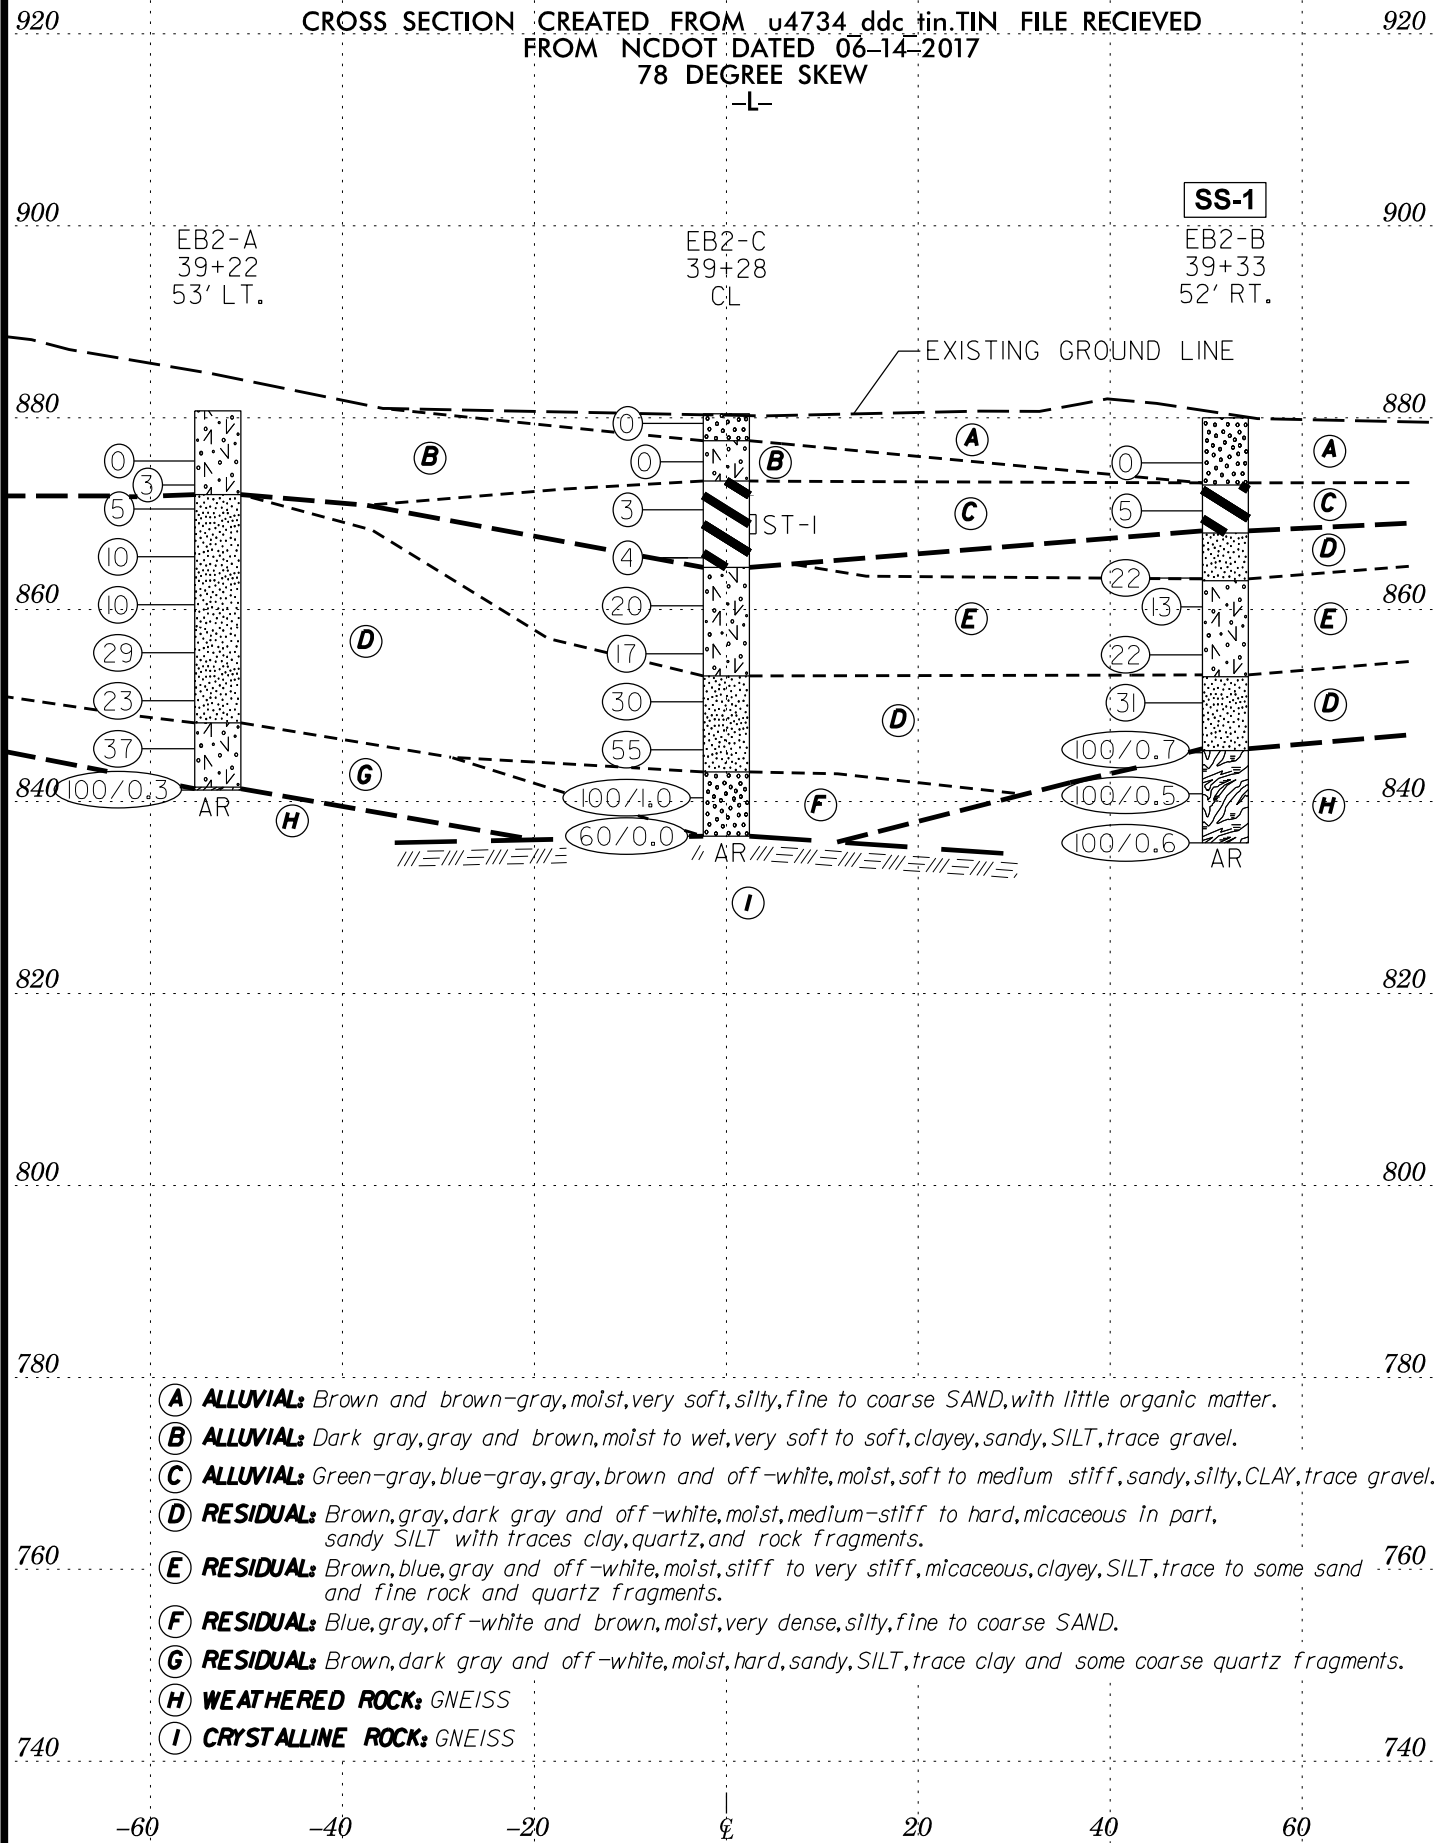 CROSS SECTION CREATED FROM u4734_ddc_tin.TIN FILE RECIEVED
FROM NCDOT DATED 06-14-2017
78 DEGREE SKEW
-L-
920 920
900 900
SS-1
EB2-A EB2-C EB2-B
39+22 39+28 39+33
53' LT. CL 52' RT.
EXISTING GROUND LINE
880 880
0 A
A
B 0 B 0
0
3
C
5 3 C 5
ST-1
D
10 4
22
860 860
10 20 13
E E
D
29 17 22
23 30 31 D
D
37 55 100/0.7
G
840 100/0.3 100/1.0 100/0.5 840
AR H F H
60/0.0 100/0.6
AR AR
I
820 820
800 800
780 780
A ALLUVIAL: Brown and brown-gray, moist, very soft, silty, fine to coarse SAND, with little organic matter.
B ALLUVIAL: Dark gray, gray and brown, moist to wet, very soft to soft, clayey, sandy, SILT, trace gravel.
C ALLUVIAL: Green-gray, blue-gray, gray, brown and off-white, moist, soft to medium stiff, sandy, silty, CLAY, trace gravel.
D RESIDUAL: Brown, gray, dark gray and off-white, moist, medium-stiff to hard, micaceous in part,
sandy SILT with traces clay, quartz, and rock fragments.
760 760
E RESIDUAL: Brown, blue, gray and off-white, moist, stiff to very stiff, micaceous, clayey, SILT, trace to some sand
and fine rock and quartz fragments.
F RESIDUAL: Blue, gray, off-white and brown, moist, very dense, silty, fine to coarse SAND.
G RESIDUAL: Brown, dark gray and off-white, moist, hard, sandy, SILT, trace clay and some coarse quartz fragments.
H WEATHERED ROCK: GNEISS
I CRYSTALLINE ROCK: GNEISS
740 740
-60 -40 -20 ℄ 20 40 60